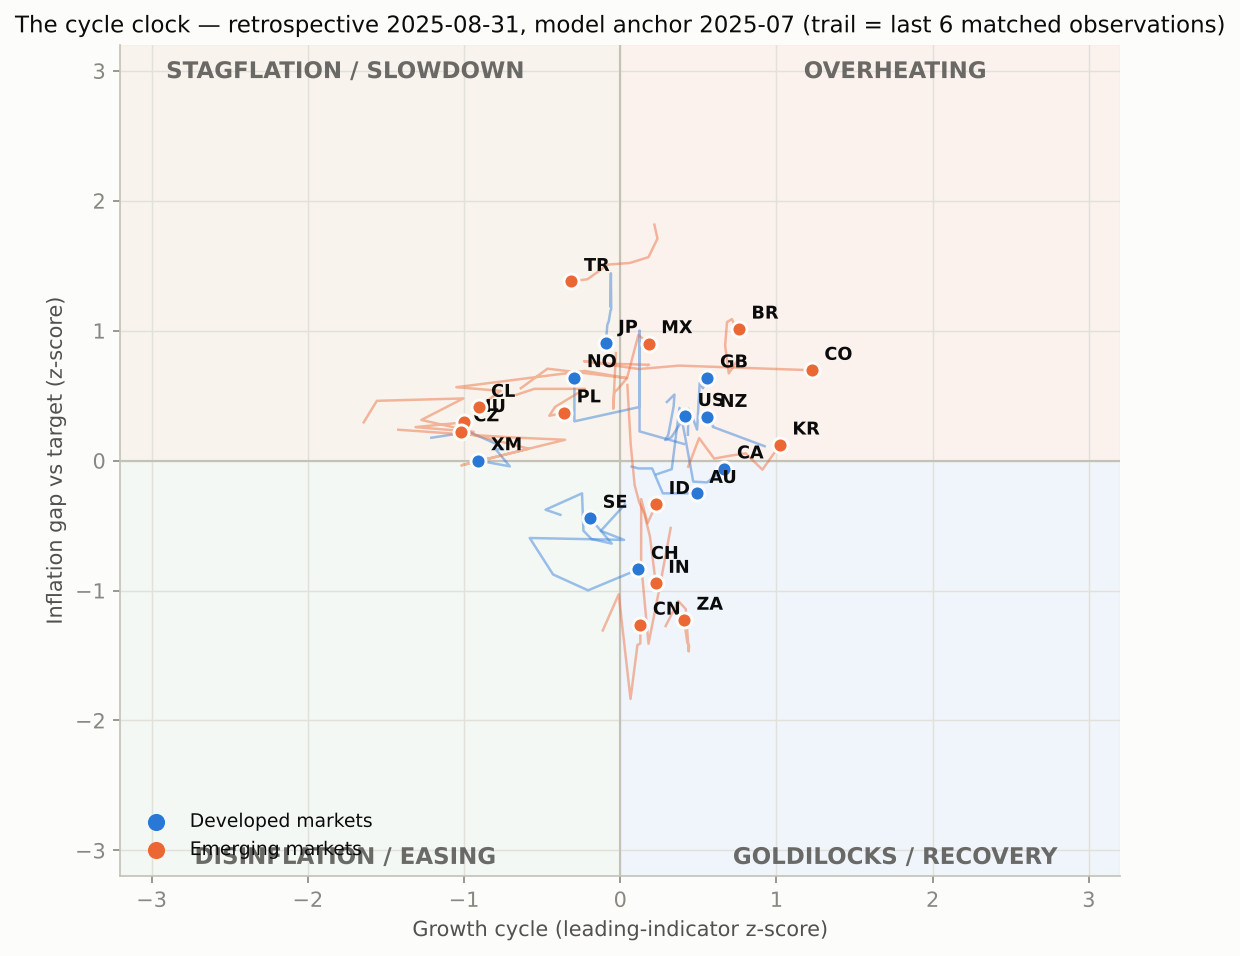 The cycle clock — retrospective 2025-08-31, model anchor 2025-07 (trail = last 6 matched observations)
STAGFLATION / SLOWDOWN
OVERHEATING
3
2
1
0
−1
−2
−3
Inflation gap vs target (z-score)
TR
BR
JP
MX
CO
NO
GB
CL
PL
US
NZ
CZ
KR
XM
CA
AU
ID
SE
CH
IN
CN
ZA
Developed markets
Emerging markets
DISINFLATION / EASING
GOLDILOCKS / RECOVERY
−3
−2
−1
0
1
2
3
Growth cycle (leading-indicator z-score)